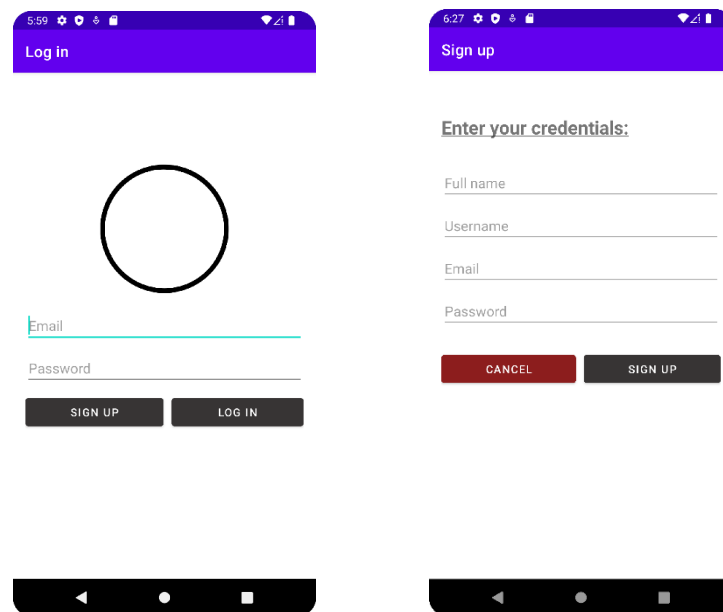 5:59
Log in
Email
Password
SIGN UP LOG IN
6:27
Sign up
Enter your credentials:
Full name
Username
Email
Password
CANCEL SIGN UP